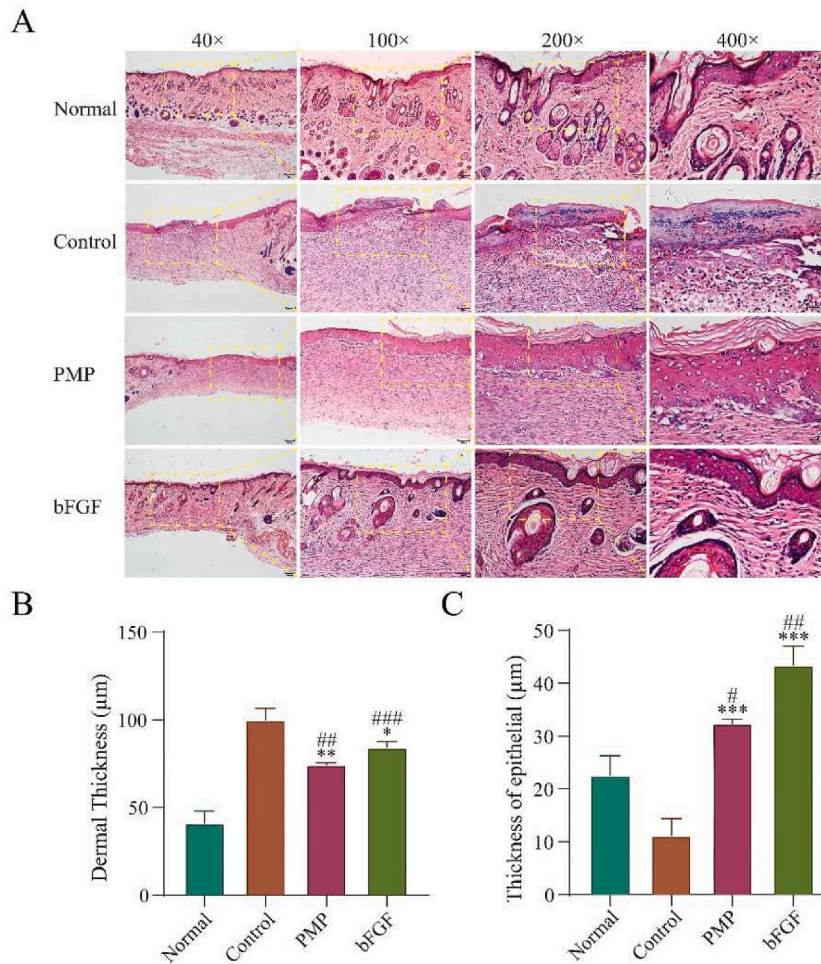 A
40× 100× 200× 400×
Normal
Control
PMP
bFGF
B
Dermal Thickness (μm)
150
100
50
0
##
**
###
*
Normal Control PMP bFGF
C
Thickness of epithelial (μm)
50
40
30
20
10
0
#
***
##
***
Normal Control PMP bFGF